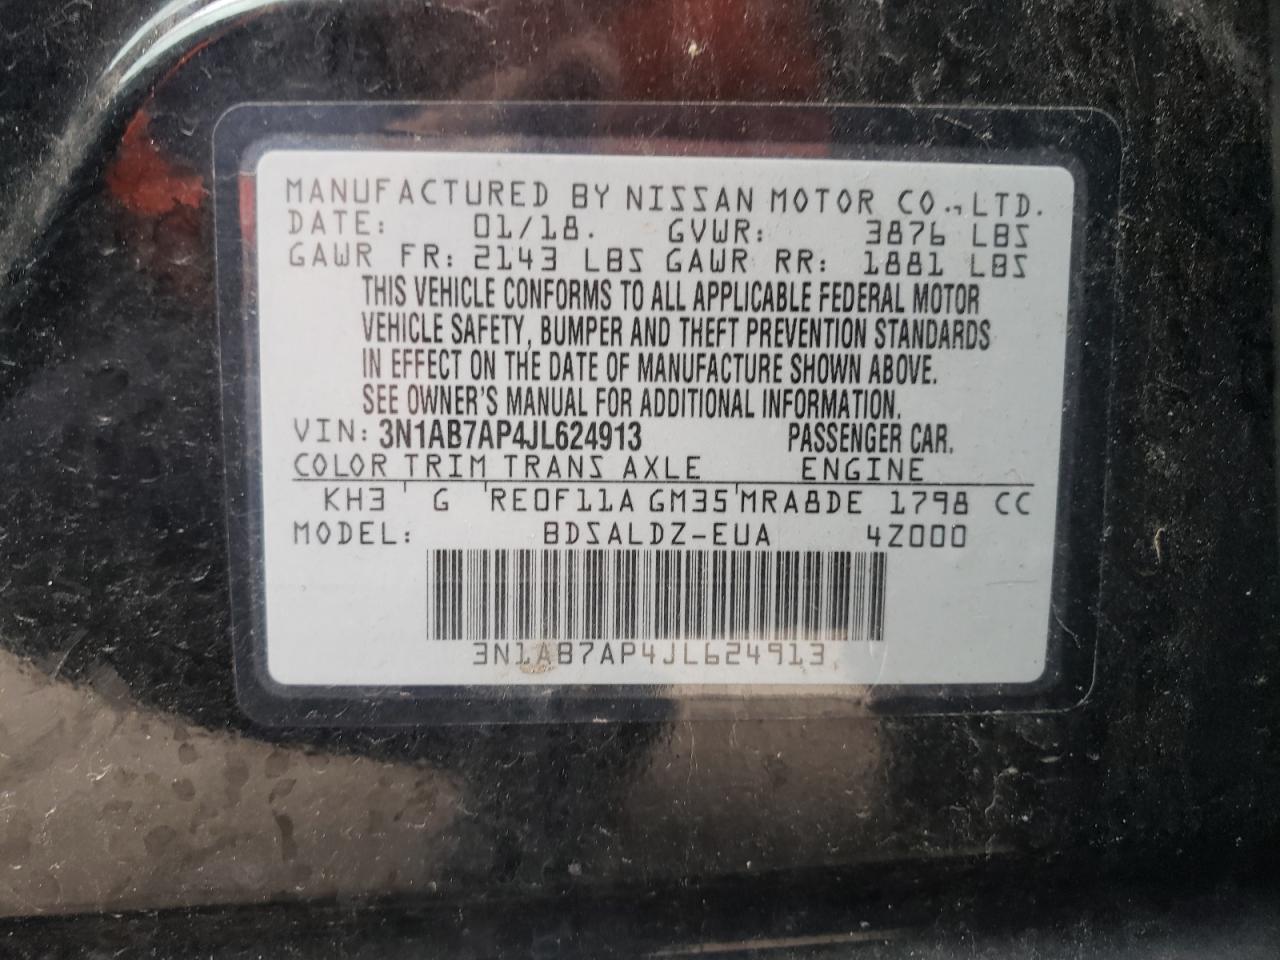 MANUFACTURED BY NISSAN MOTOR CO., LTD.
DATE: 01/18. GVWR: 3876 LBS
GAWR FR: 2143 LBS GAWR RR: 1881 LBS
THIS VEHICLE CONFORMS TO ALL APPLICABLE FEDERAL MOTOR
VEHICLE SAFETY, BUMPER AND THEFT PREVENTION STANDARDS
IN EFFECT ON THE DATE OF MANUFACTURE SHOWN ABOVE.
SEE OWNER'S MANUAL FOR ADDITIONAL INFORMATION.
VIN: 3N1AB7AP4JL624913 PASSENGER CAR.
COLOR TRIM TRANS AXLE ENGINE
KH3 G RE0F11A GM35 MRA8DE 1798 CC
MODEL: BDSALDZ-EUA 4Z000
3N1AB7AP4JL624913